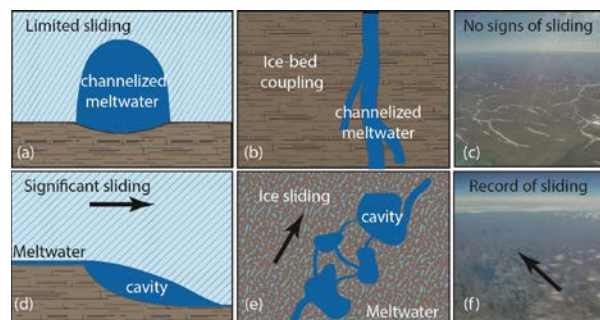 Limited sliding
channelized
meltwater
(a)
Ice-bed
coupling
channelized
meltwater
(b)
No signs of sliding
(c)
Significant sliding
Meltwater
cavity
(d)
Ice sliding
cavity
Meltwater
(e)
Record of sliding
(f)